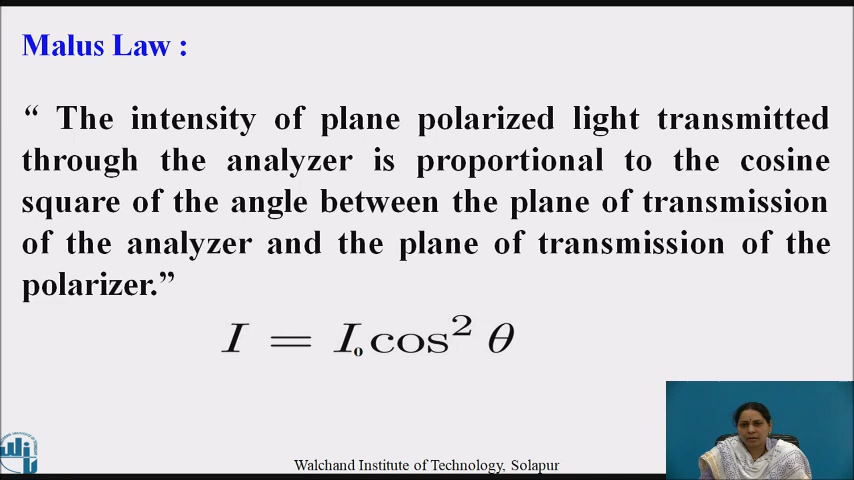 Malus Law :
“ The intensity of plane polarized light transmitted
through the analyzer is proportional to the cosine
square of the angle between the plane of transmission
of the analyzer and the plane of transmission of the
polarizer.”
I = I₀ cos² θ
Walchand Institute of Technology, Solapur